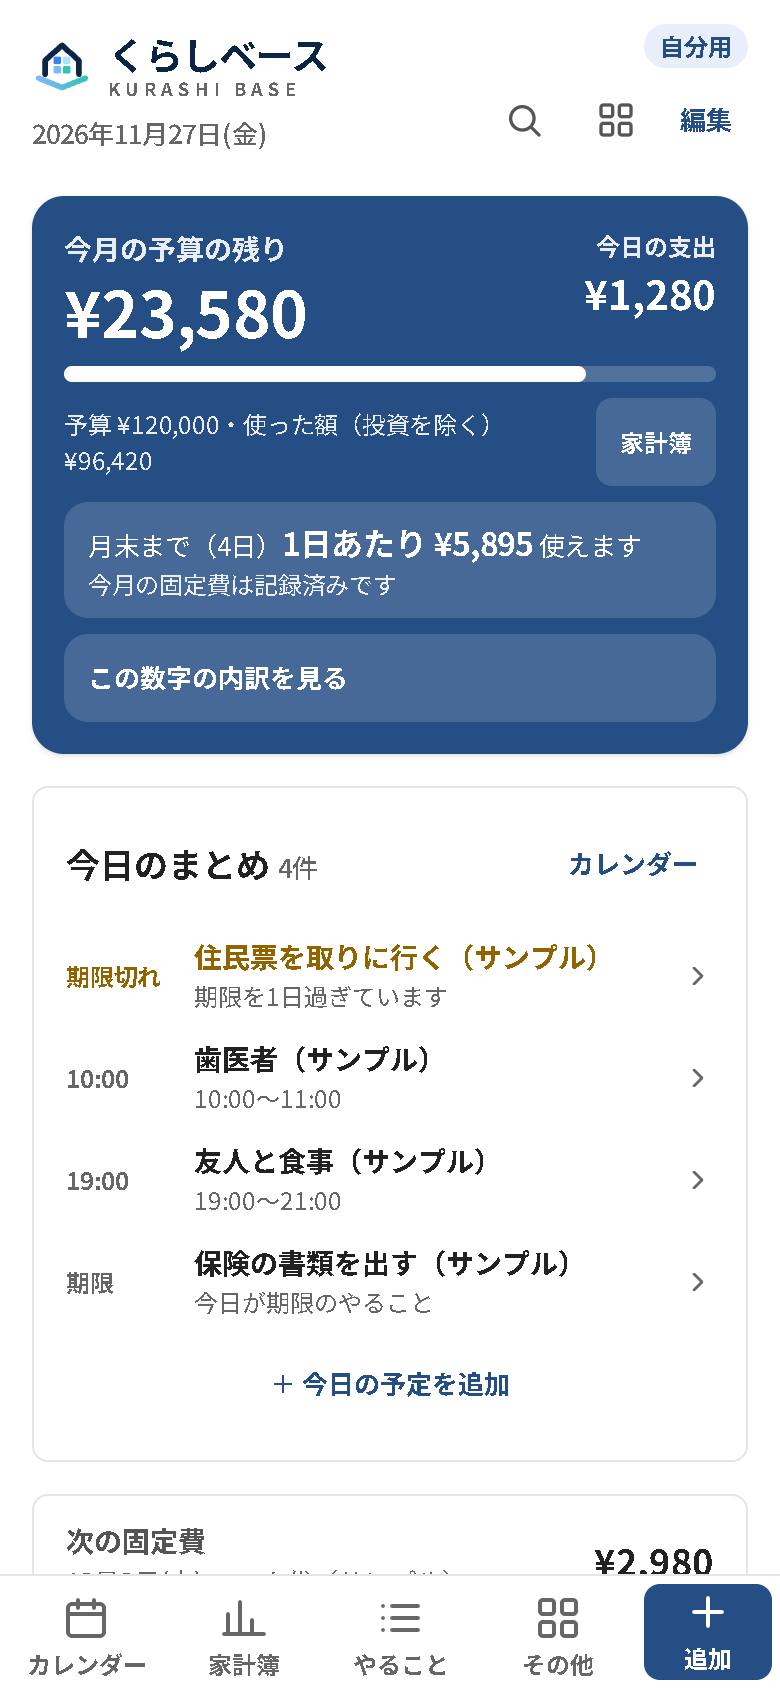 くらしベース
KURASHI BASE
自分用
2026年11月27日(金)
編集
今月の予算の残り
¥23,580
今日の支出
¥1,280
予算 ¥120,000・使った額（投資を除く）
¥96,420
家計簿
月末まで（4日）1日あたり ¥5,895 使えます
今月の固定費は記録済みです
この数字の内訳を見る
今日のまとめ 4件
カレンダー
期限切れ
住民票を取りに行く（サンプル）
期限を1日過ぎています
10:00
歯医者（サンプル）
10:00〜11:00
19:00
友人と食事（サンプル）
19:00〜21:00
期限
保険の書類を出す（サンプル）
今日が期限のやること
＋ 今日の予定を追加
次の固定費
¥2,980
カレンダー
家計簿
やること
その他
追加